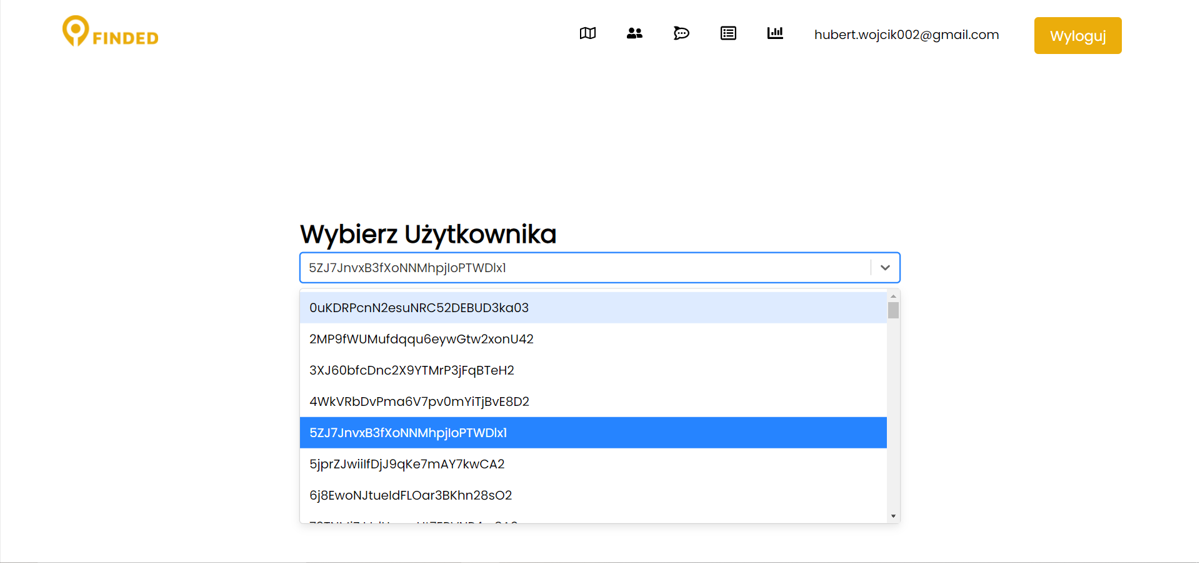 FINDED
hubert.wojcik002@gmail.com
Wyloguj
Wybierz Użytkownika
5ZJ7JnvxB3fXoNNMhpjIoPTWDlx1
0uKDRPcnN2esuNRC52DEBUD3ka03
2MP9fWUMufdqqu6eywGtw2xonU42
3XJ60bfcDnc2X9YTMrP3jFqBTeH2
4WkVRbDvPma6V7pv0mYiTjBvE8D2
5ZJ7JnvxB3fXoNNMhpjIoPTWDlx1
5jprZJwiiIfDjJ9qKe7mAY7kwCA2
6j8EwoNJtueIdFLOar3BKhn28sO2